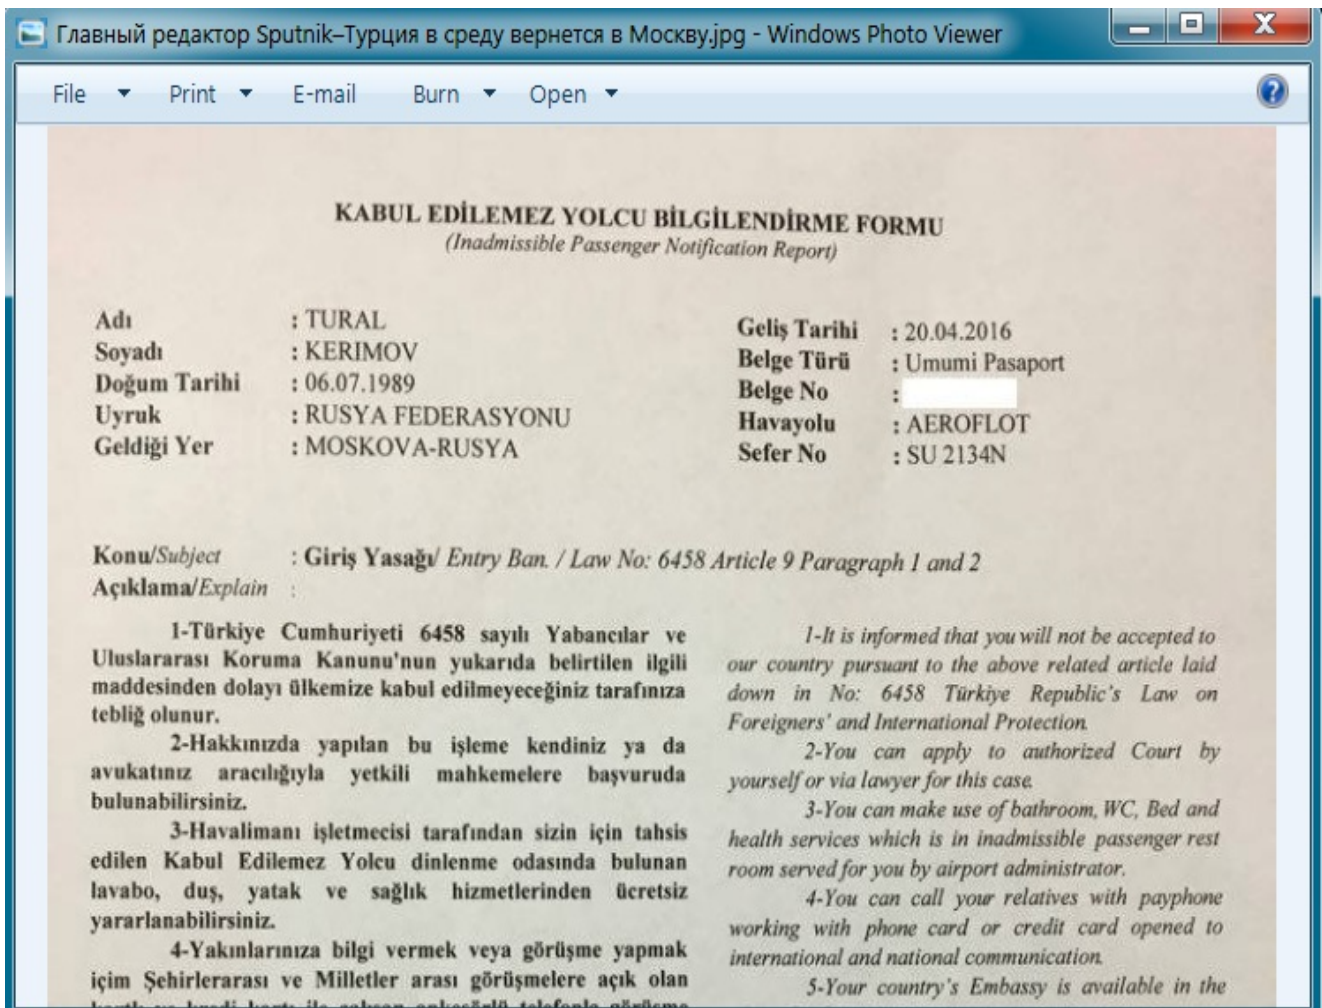 Главный редактор Sputnik–Турция в среду вернется в Москву.jpg - Windows Photo Viewer
File Print E-mail Burn Open
KABUL EDİLEMEZ YOLCU BİLGİLENDİRME FORMU
(Inadmissible Passenger Notification Report)
Adı : TURAL
Soyadı : KERIMOV
Doğum Tarihi : 06.07.1989
Uyruk : RUSYA FEDERASYONU
Geldiği Yer : MOSKOVA-RUSYA
Geliş Tarihi : 20.04.2016
Belge Türü : Umumi Pasaport
Belge No :
Havayolu : AEROFLOT
Sefer No : SU 2134N
Konu/Subject : Giriş Yasağı/ Entry Ban. / Law No: 6458 Article 9 Paragraph 1 and 2
Açıklama/Explain :
1-Türkiye Cumhuriyeti 6458 sayılı Yabancılar ve
Uluslararası Koruma Kanunu'nun yukarıda belirtilen ilgili
maddesinden dolayı ülkemize kabul edilmeyeceğiniz tarafınıza
tebliğ olunur.
2-Hakkınızda yapılan bu işleme kendiniz ya da
avukatınız aracılığıyla yetkili mahkemelere başvuruda
bulunabilirsiniz.
3-Havalimanı işletmecisi tarafından sizin için tahsis
edilen Kabul Edilemez Yolcu dinlenme odasında bulunan
lavabo, duş, yatak ve sağlık hizmetlerinden ücretsiz
yararlanabilirsiniz.
4-Yakınlarınıza bilgi vermek veya görüşme yapmak
içim Şehirlerarası ve Milletler arası görüşmelere açık olan
1-It is informed that you will not be accepted to
our country pursuant to the above related article laid
down in No: 6458 Türkiye Republic's Law on
Foreigners' and International Protection.
2-You can apply to authorized Court by
yourself or via lawyer for this case.
3-You can make use of bathroom, WC, Bed and
health services which is in inadmissible passenger rest
room served for you by airport administrator.
4-You can call your relatives with payphone
working with phone card or credit card opened to
international and national communication.
5-Your country's Embassy is available in the